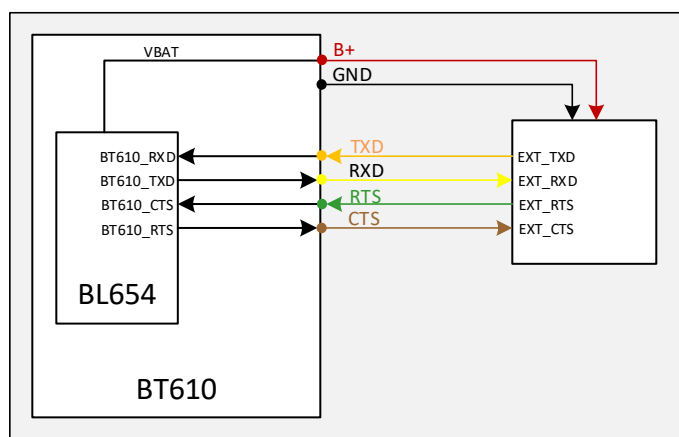 VBAT
B+
GND
BT610_RXD
TXD
EXT_TXD
BT610_TXD
RXD
EXT_RXD
BT610_CTS
RTS
EXT_RTS
BT610_RTS
CTS
EXT_CTS
BL654
BT610